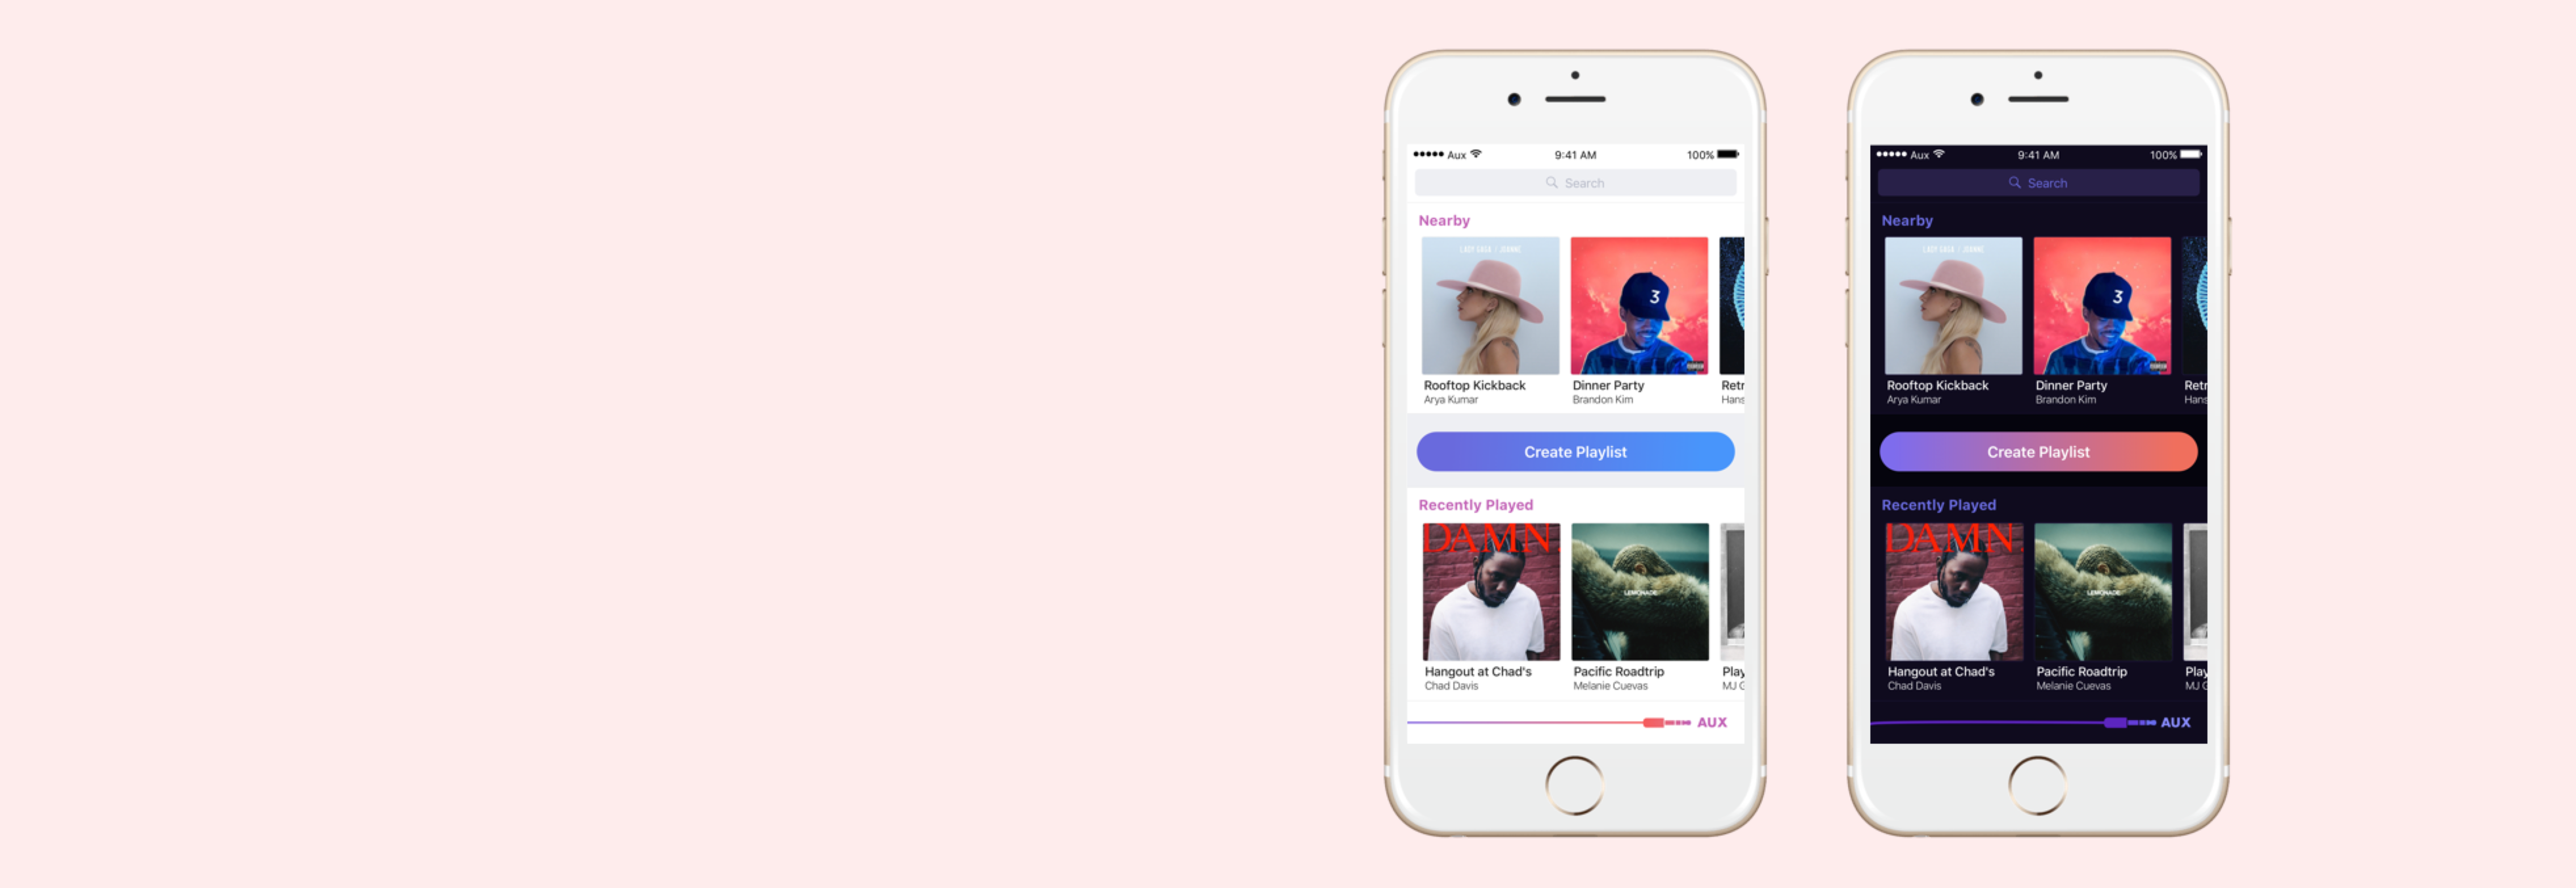 Aux
9:41 AM
100%
Search
Nearby
LADY GAGA / JOANNE
3
Rooftop Kickback
Arya Kumar
Dinner Party
Brandon Kim
Retr
Hans
Create Playlist
Recently Played
DAMN.
LEMONADE
Hangout at Chad's
Chad Davis
Pacific Roadtrip
Melanie Cuevas
Play
MJ G
AUX
Aux
9:41 AM
100%
Search
Nearby
LADY GAGA / JOANNE
3
Rooftop Kickback
Arya Kumar
Dinner Party
Brandon Kim
Retr
Hans
Create Playlist
Recently Played
DAMN.
LEMONADE
Hangout at Chad's
Chad Davis
Pacific Roadtrip
Melanie Cuevas
Play
MJ G
AUX